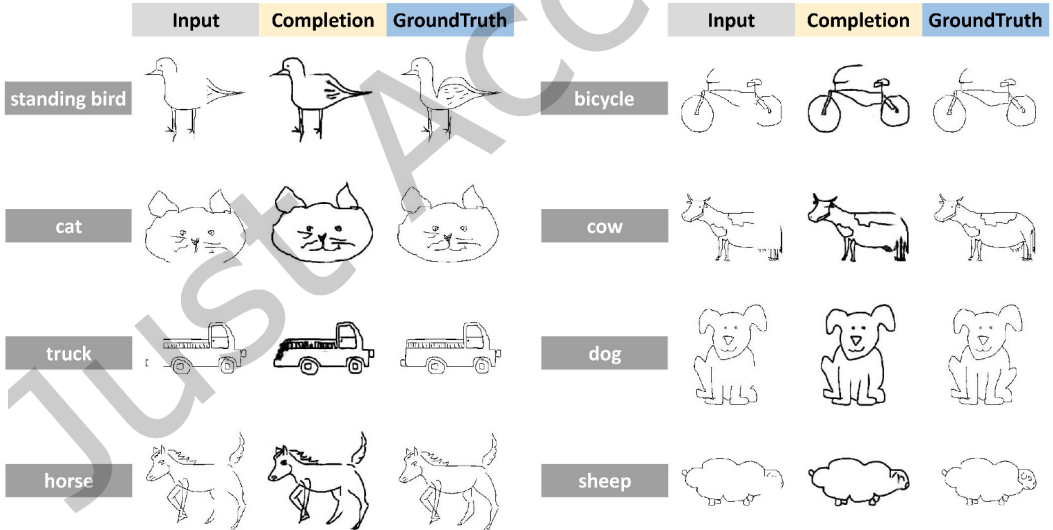 Input Completion GroundTruth Input Completion GroundTruth
standing bird bicycle
cat cow
truck dog
horse sheep
Just Acc